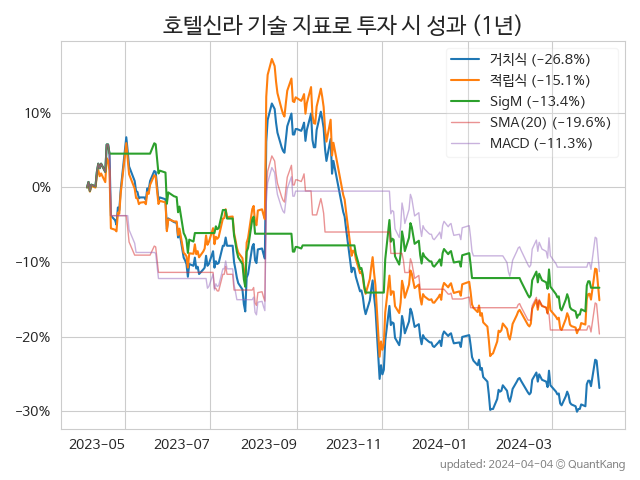 호텔신라 기술 지표로 투자 시 성과 (1년)
거치식 (−26.8%)
적립식 (−15.1%)
SigM (−13.4%)
SMA(20) (−19.6%)
MACD (−11.3%)
10%
0%
−10%
−20%
−30%
2023−05
2023−07
2023−09
2023−11
2024−01
2024−03
updated: 2024-04-04 © QuantKang